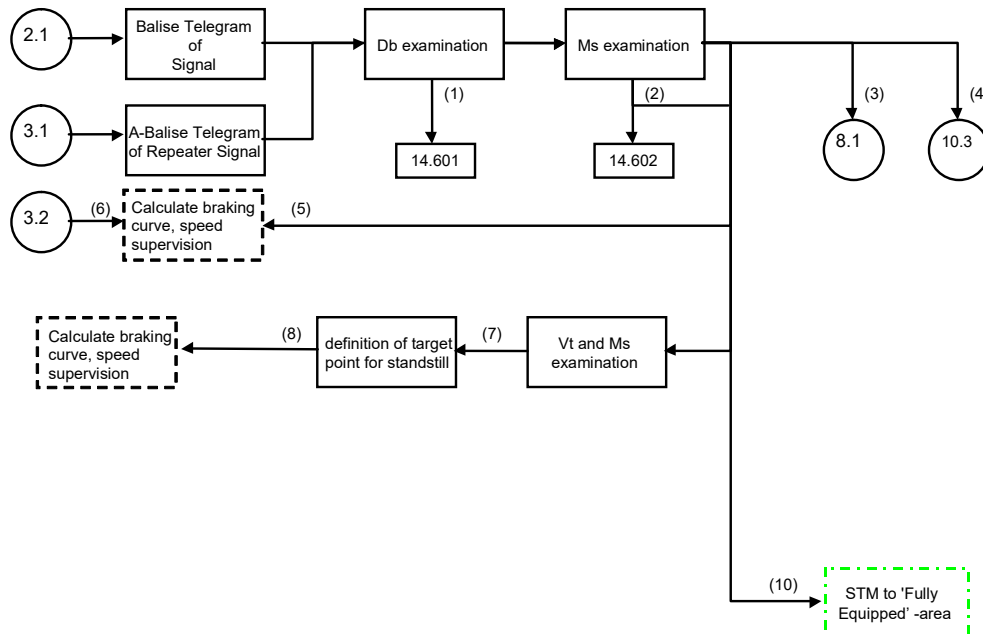 2.1
Balise Telegram
of
Signal
Db examination
Ms examination
(1)
(2)
(3)
(4)
3.1
A-Balise Telegram
of Repeater Signal
14.601
14.602
8.1
10.3
3.2
(6)
Calculate braking
curve, speed
supervision
(5)
Calculate braking
curve, speed
supervision
(8)
definition of target
point for standstill
(7)
Vt and Ms
examination
(10)
STM to 'Fully
Equipped’ -area